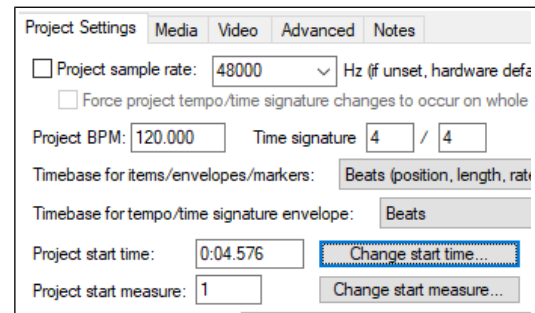 Project Settings Media Video Advanced Notes
Project sample rate: 48000 Hz (if unset, hardware defa
Force project tempo/time signature changes to occur on whole
Project BPM: 120.000 Time signature 4 / 4
Timebase for items/envelopes/markers: Beats (position, length, rate
Timebase for tempo/time signature envelope: Beats
Project start time: 0:04.576 Change start time...
Project start measure: 1 Change start measure...